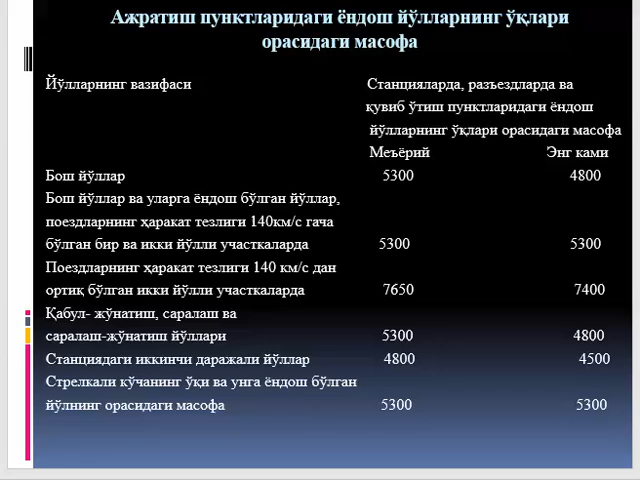 Ажратиш пунктларидаги ёндош йўлларнинг ўқлари
орасидаги масофа
Йўлларнинг вазифаси Станцияларда, разъездларда ва
қувиб ўтиш пунктларидаги ёндош
йўлларнинг ўқлари орасидаги масофа
Меъёрий Энг ками
Бош йўллар 5300 4800
Бош йўллар ва уларга ёндош бўлган йўллар,
поездларнинг ҳаракат тезлиги 140км/с гача
бўлган бир ва икки йўлли участкаларда 5300 5300
Поездларнинг ҳаракат тезлиги 140 км/с дан
ортиқ бўлган икки йўлли участкаларда 7650 7400
Қабул- жўнатиш, саралаш ва
саралаш-жўнатиш йўллари 5300 4800
Станциядаги иккинчи даражали йўллар 4800 4500
Стрелкали кўчанинг ўқи ва унга ёндош бўлган
йўлнинг орасидаги масофа 5300 5300